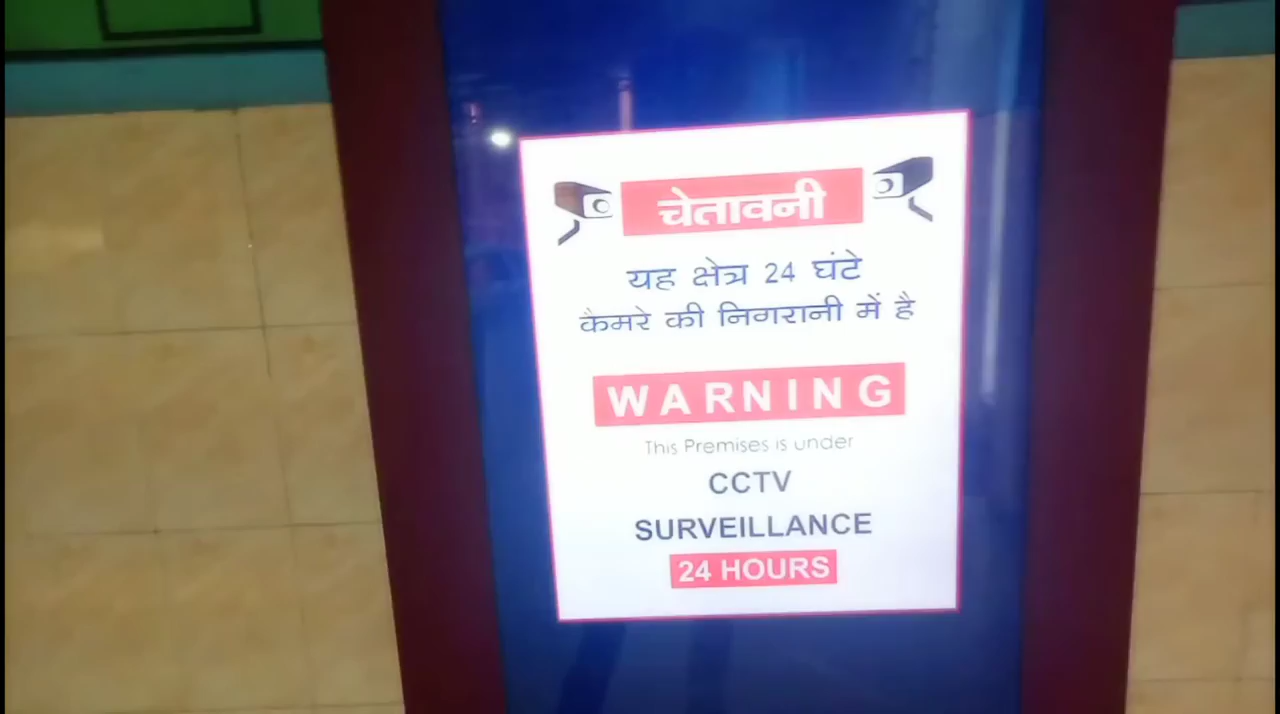 चेतावनी
यह क्षेत्र 24 घंटे
कैमरे की निगरानी में है
WARNING
This Premises is under
CCTV
SURVEILLANCE
24 HOURS